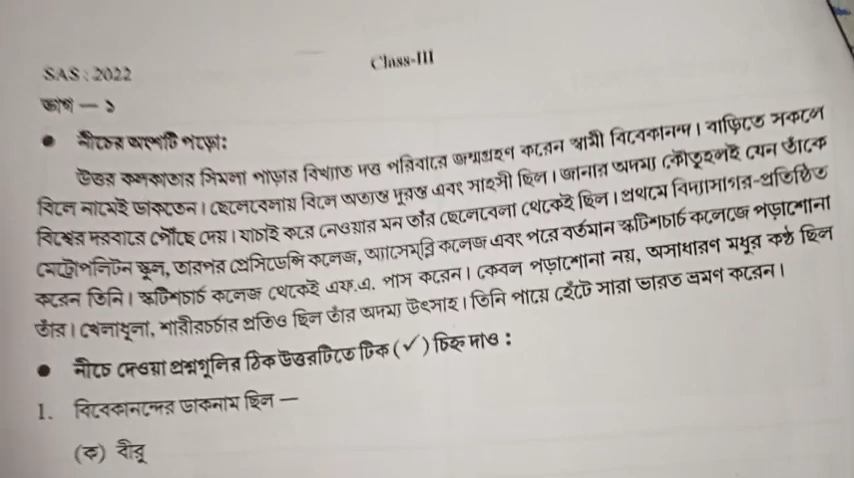 SAS : 2022
Class-III
ভাগ — ১
● নীচের অংশটি পড়ো:
উত্তর কলকাতার সিমলা পাড়ার বিখ্যাত দত্ত পরিবারে জন্মগ্রহণ করেন স্বামী বিবেকানন্দ। বাড়িতে সকলে
বিলে নামেই ডাকতেন। ছেলেবেলায় বিলে অত্যন্ত দুরন্ত এবং সাহসী ছিল। জানার অদম্য কৌতূহলই যেন তাঁকে
বিশ্বের দরবারে পৌঁছে দেয়। যাচাই করে নেওয়ার মন তাঁর ছেলেবেলা থেকেই ছিল। প্রথমে বিদ্যাসাগর-প্রতিষ্ঠিত
মেট্রোপলিটন স্কুল, তারপর প্রেসিডেন্সি কলেজ, অ্যাসেমব্লি কলেজ এবং পরে বর্তমান স্কটিশচার্চ কলেজে পড়াশোনা
করেন তিনি। স্কটিশচার্চ কলেজ থেকেই এফ.এ. পাস করেন। কেবল পড়াশোনা নয়, অসাধারণ মধুর কণ্ঠ ছিল
তাঁর। খেলাধুলা, শারীরচর্চার প্রতিও ছিল তাঁর অদম্য উৎসাহ। তিনি পায়ে হেঁটে সারা ভারত ভ্রমণ করেন।
● নীচে দেওয়া প্রশ্নগুলির ঠিক উত্তরটিতে টিক (✓) চিহ্ন দাও :
1. বিবেকানন্দের ডাকনাম ছিল —
(ক) বীরু